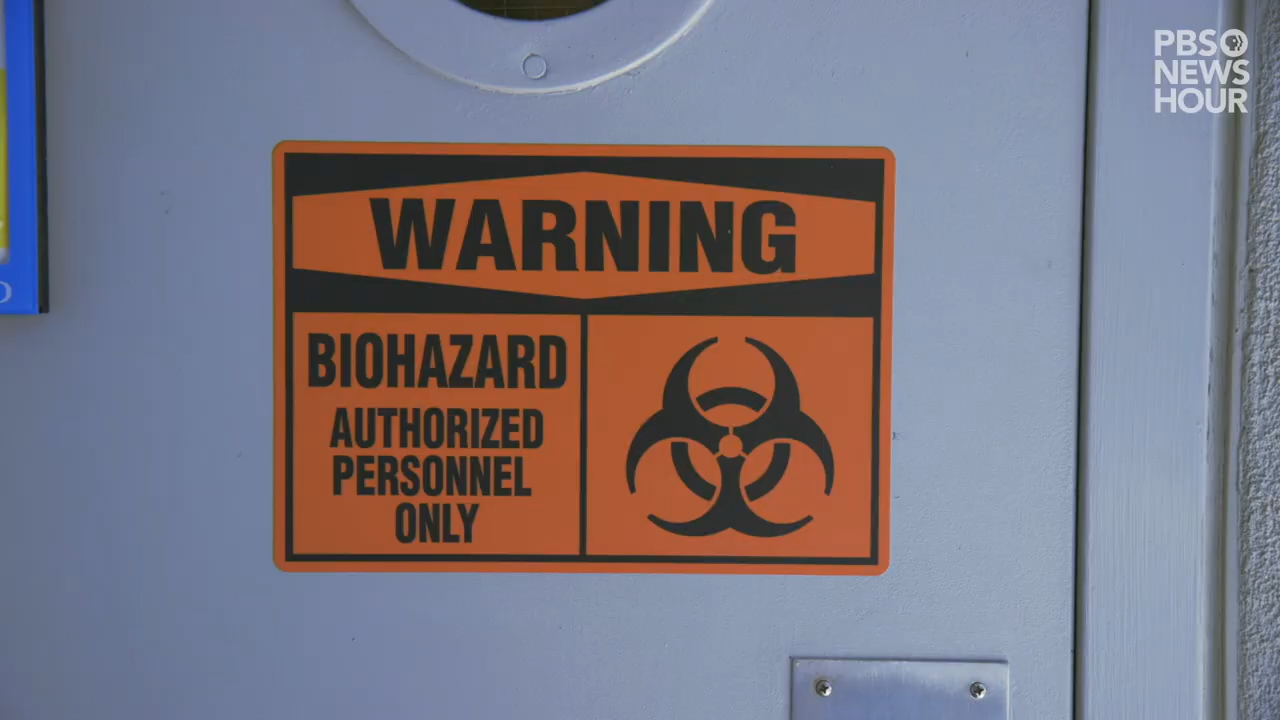 PBS
NEWS
HOUR
WARNING
BIOHAZARD
AUTHORIZED
PERSONNEL
ONLY